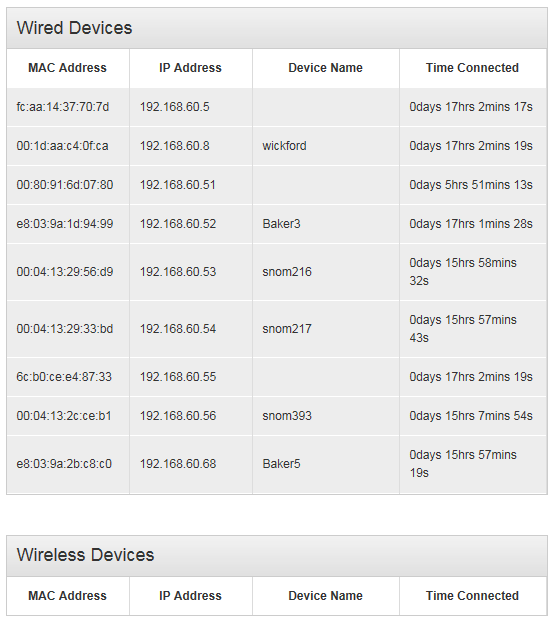 Wired Devices
MAC Address IP Address Device Name Time Connected
fc:aa:14:37:70:7d 192.168.60.5 0days 17hrs 2mins 17s
00:1d:aa:c4:0f:ca 192.168.60.8 wickford 0days 17hrs 2mins 19s
00:80:91:6d:07:80 192.168.60.51 0days 5hrs 51mins 13s
e8:03:9a:1d:94:99 192.168.60.52 Baker3 0days 17hrs 1mins 28s
00:04:13:29:56:d9 192.168.60.53 snom216 0days 15hrs 58mins
32s
00:04:13:29:33:bd 192.168.60.54 snom217 0days 15hrs 57mins
43s
6c:b0:ce:e4:87:33 192.168.60.55 0days 17hrs 2mins 19s
00:04:13:2c:ce:b1 192.168.60.56 snom393 0days 15hrs 7mins 54s
e8:03:9a:2b:c8:c0 192.168.60.68 Baker5 0days 15hrs 57mins
19s
Wireless Devices
MAC Address IP Address Device Name Time Connected